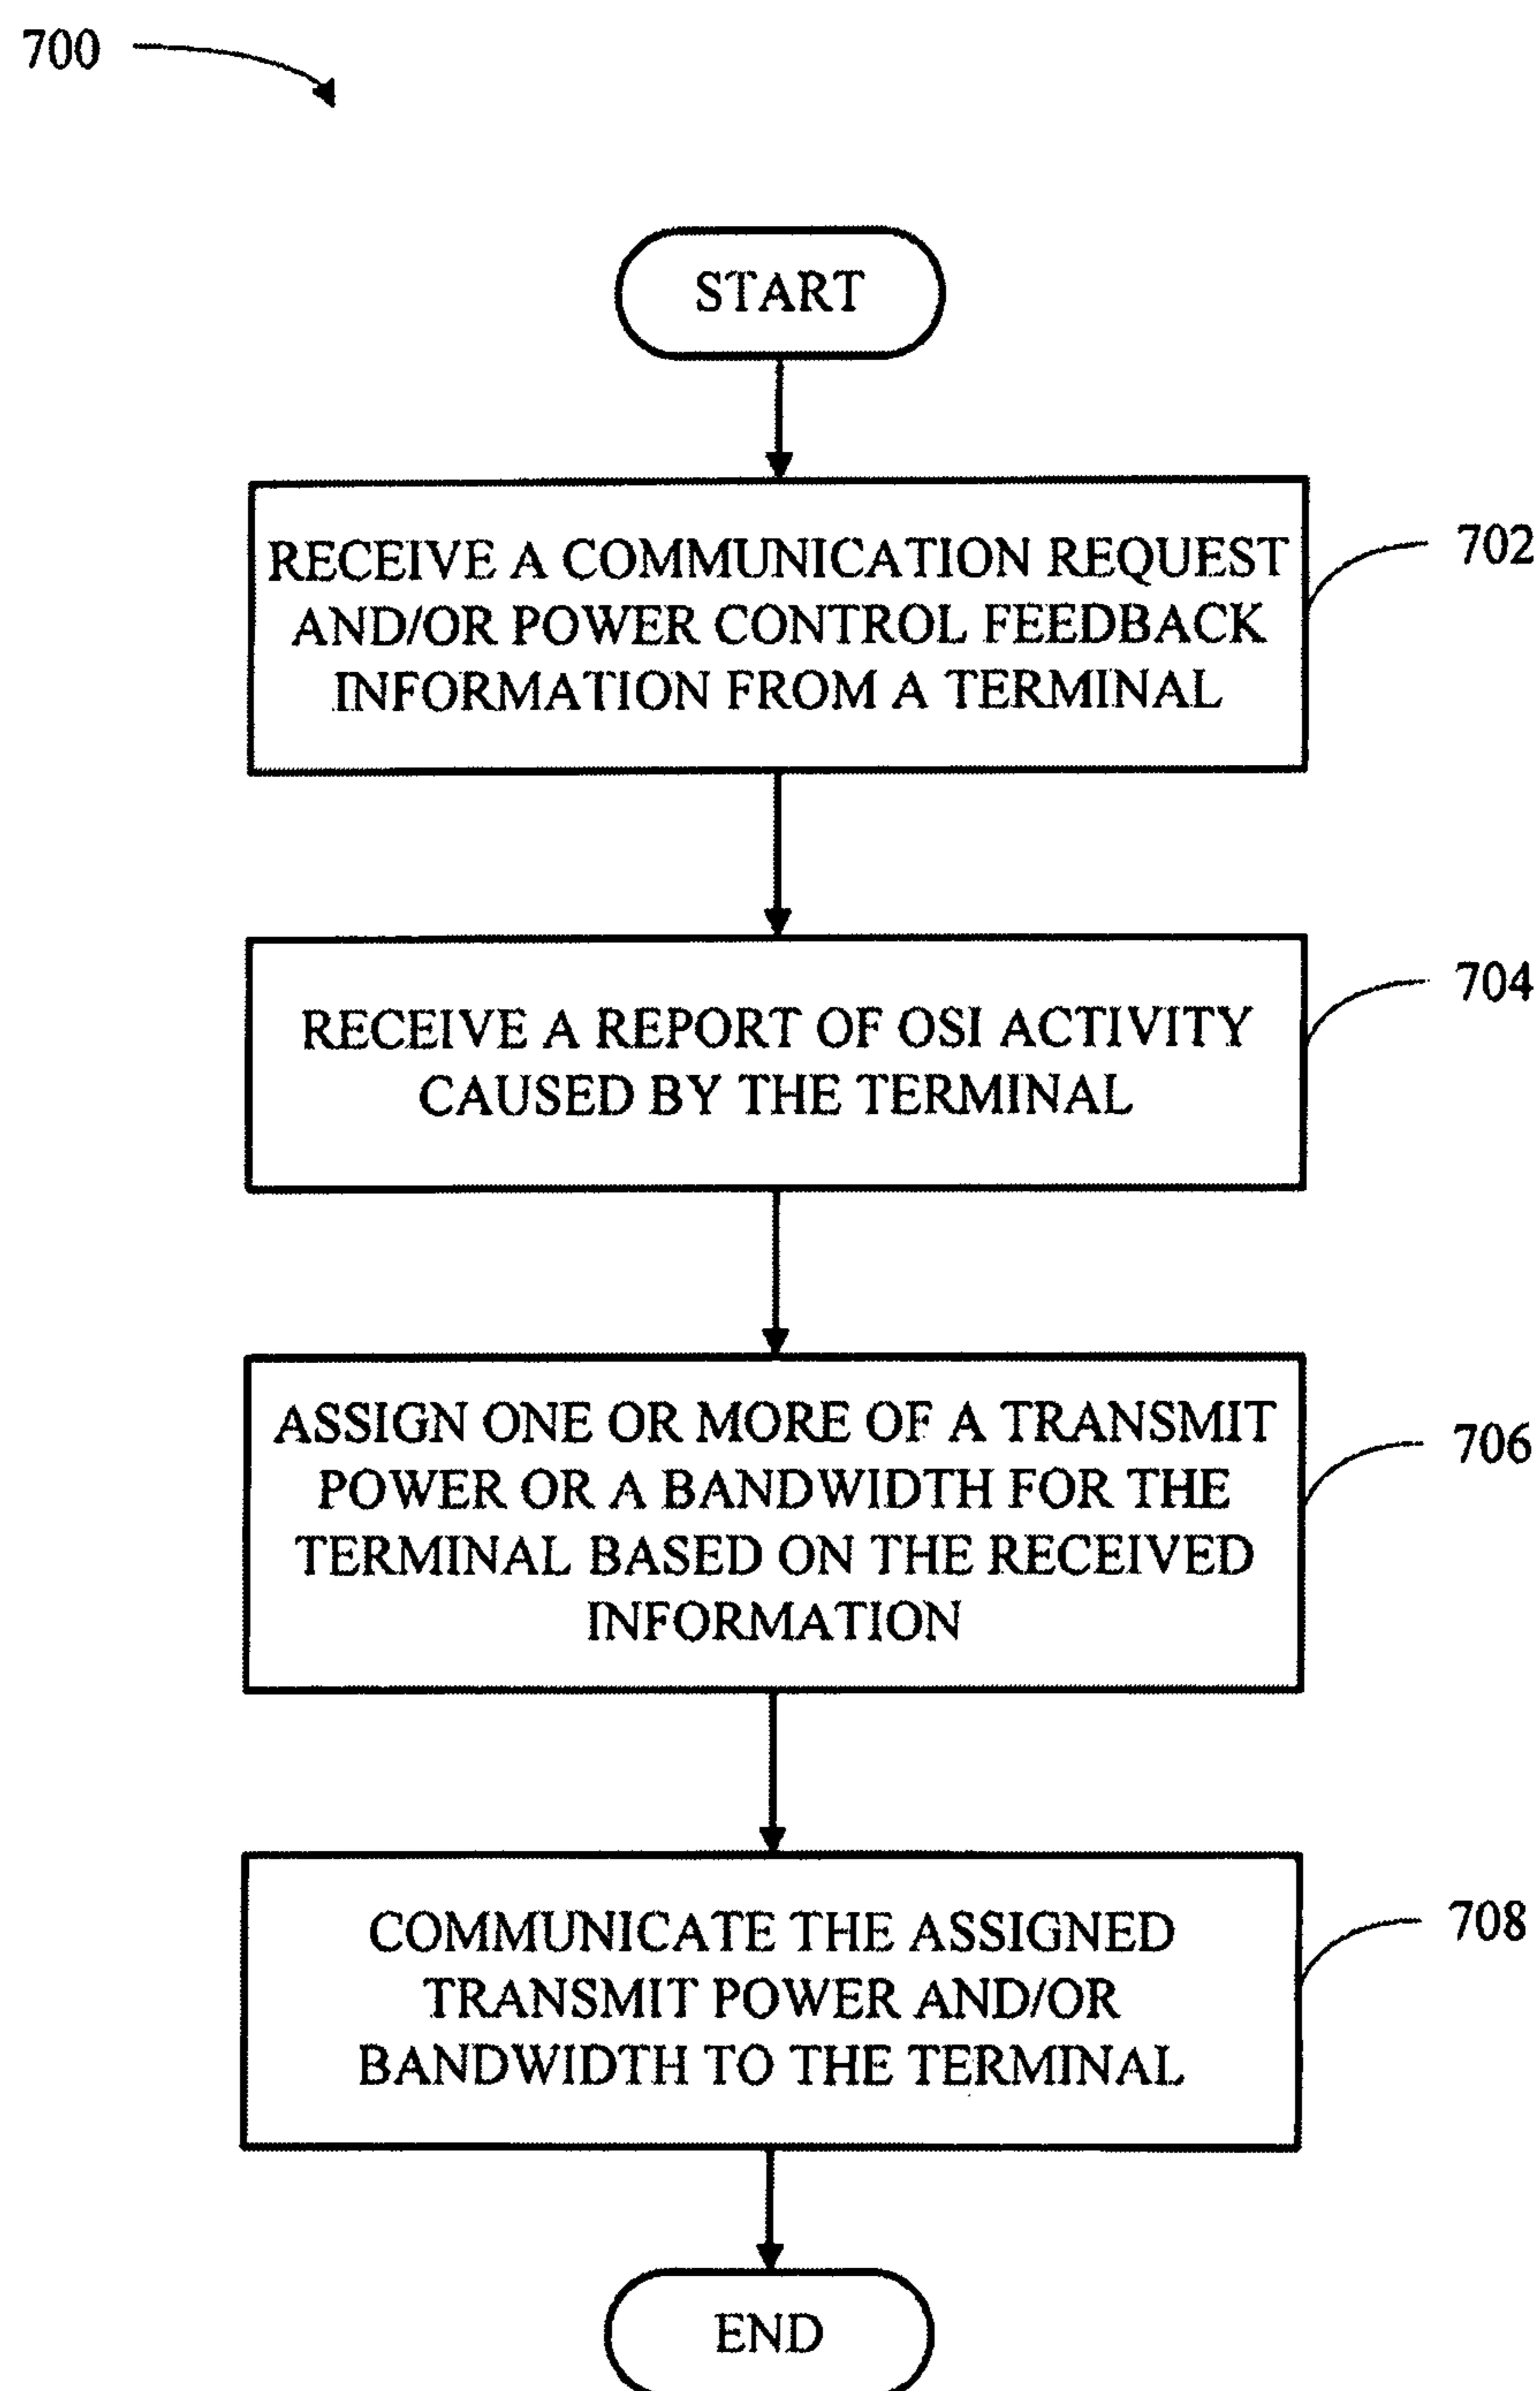 700
START
RECEIVE A COMMUNICATION REQUEST
AND/OR POWER CONTROL FEEDBACK
INFORMATION FROM A TERMINAL
702
RECEIVE A REPORT OF OSI ACTIVITY
CAUSED BY THE TERMINAL
704
ASSIGN ONE OR MORE OF A TRANSMIT
POWER OR A BANDWIDTH FOR THE
TERMINAL BASED ON THE RECEIVED
INFORMATION
706
COMMUNICATE THE ASSIGNED
TRANSMIT POWER AND/OR
BANDWIDTH TO THE TERMINAL
708
END